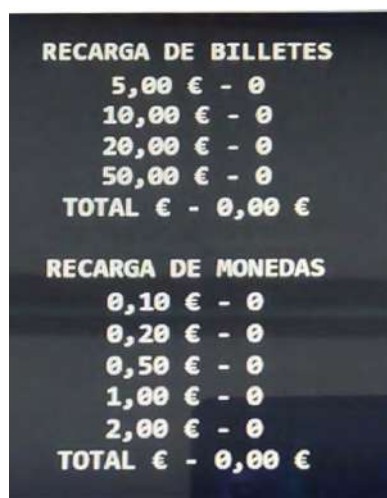 RECARGA DE BILLETES
5,00 € - 0
10,00 € - 0
20,00 € - 0
50,00 € - 0
TOTAL € - 0,00 €
RECARGA DE MONEDAS
0,10 € - 0
0,20 € - 0
0,50 € - 0
1,00 € - 0
2,00 € - 0
TOTAL € - 0,00 €